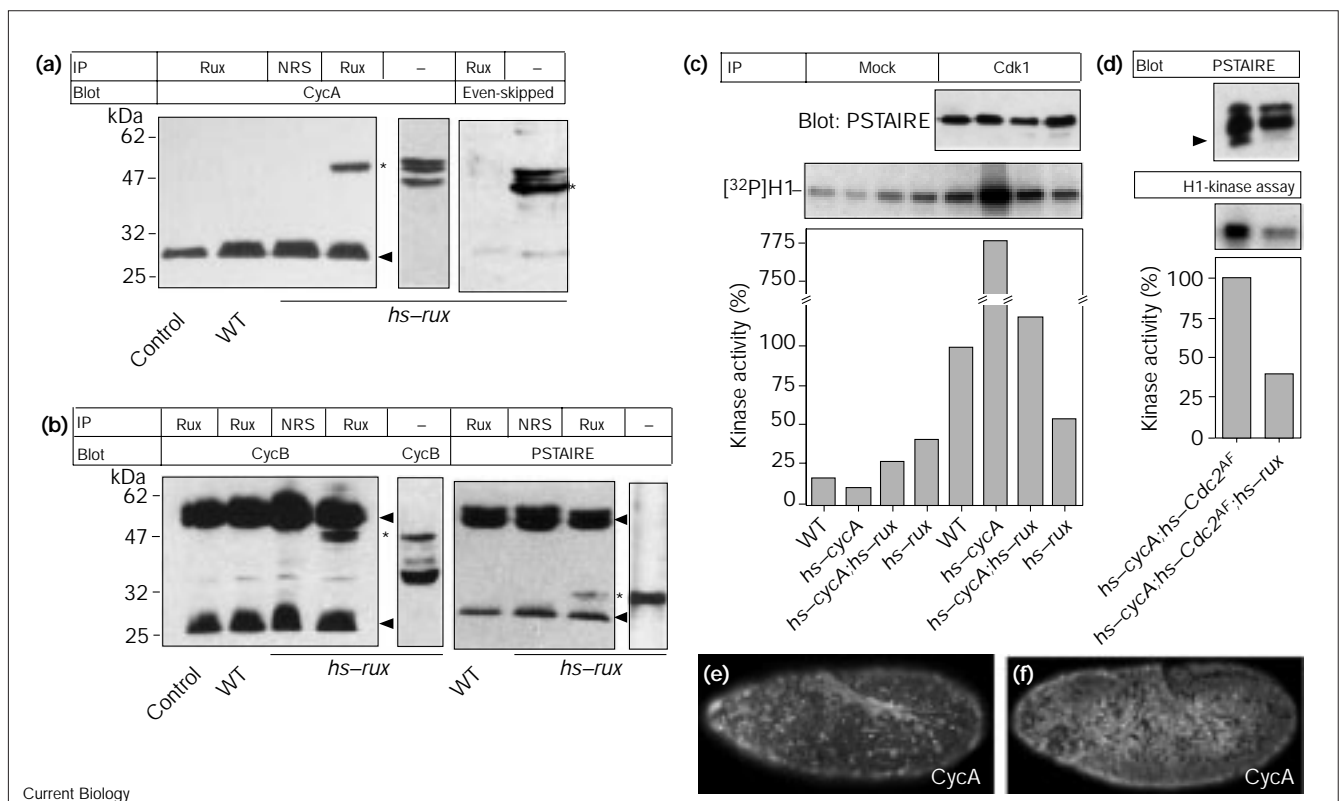 (a)
IP Rux NRS Rux – Rux –
Blot CycA Even-skipped
kDa
62
47
32
25
*
*
Control
WT
hs–rux
(b)
IP Rux Rux NRS Rux – Rux NRS Rux –
Blot CycB CycB PSTAIRE
kDa
62
47
32
25
*
*
Control
WT
hs–rux
WT
hs–rux
(c)
IP Mock Cdk1
Blot: PSTAIRE
[32P]H1
Kinase activity (%)
775
750
100
75
50
25
0
WT
hs–cycA
hs–cycA;hs–rux
hs–rux
WT
hs–cycA
hs–cycA;hs–rux
hs–rux
(d)
Blot PSTAIRE
H1-kinase assay
Kinase activity (%)
100
75
50
25
0
hs–cycA;hs–Cdc2AF
hs–cycA;hs–Cdc2AF;hs–rux
(e)
CycA
(f)
CycA
Current Biology